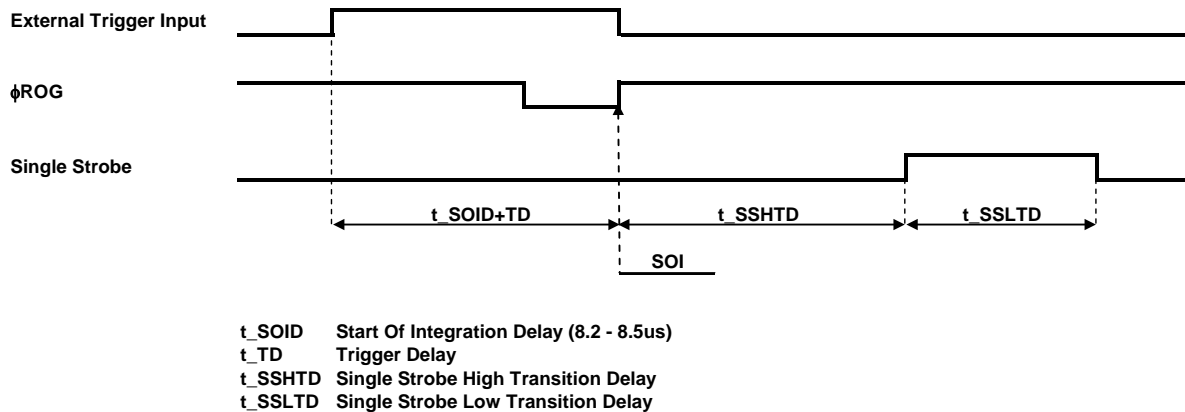 External Trigger Input
ϕROG
Single Strobe
t_SOID+TD t_SSHTD t_SSLTD
SOI
t_SOID Start Of Integration Delay (8.2 - 8.5us)
t_TD Trigger Delay
t_SSHTD Single Strobe High Transition Delay
t_SSLTD Single Strobe Low Transition Delay